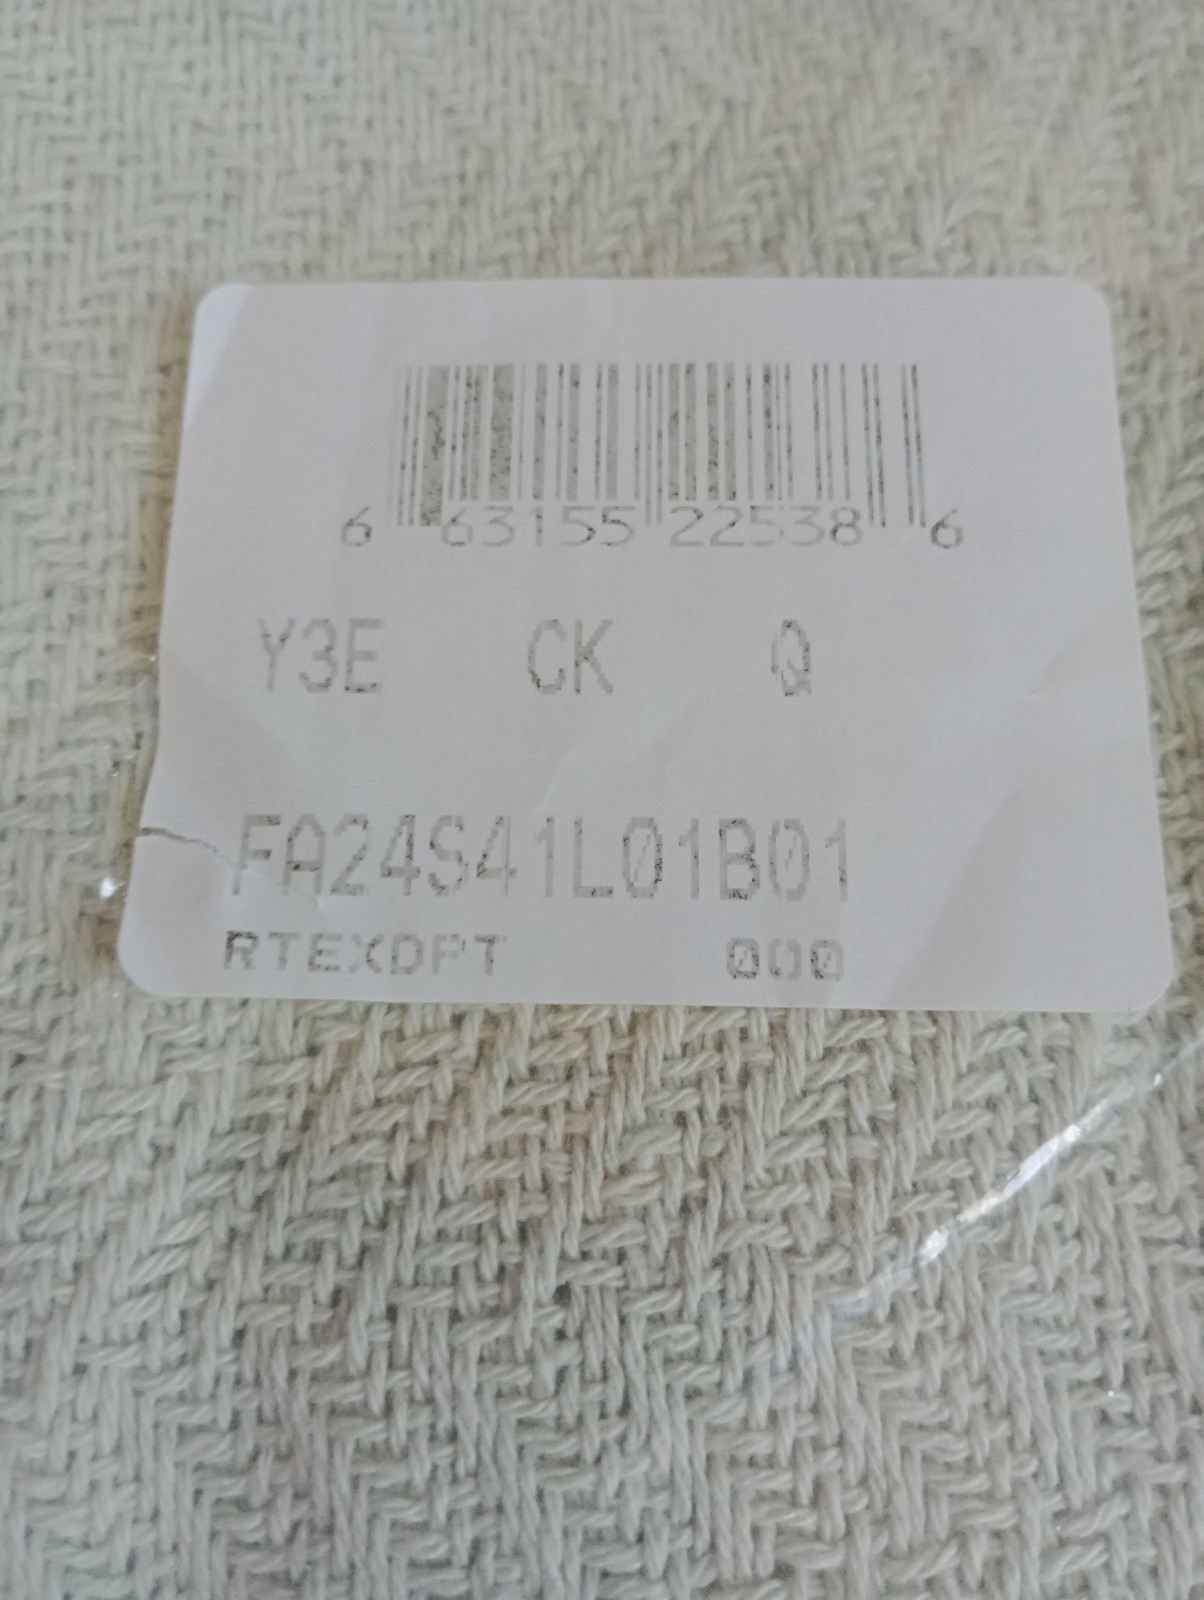 6 63155 22538 6
Y3E CK Q
FA24S41L01B01
RTEXDPT 000